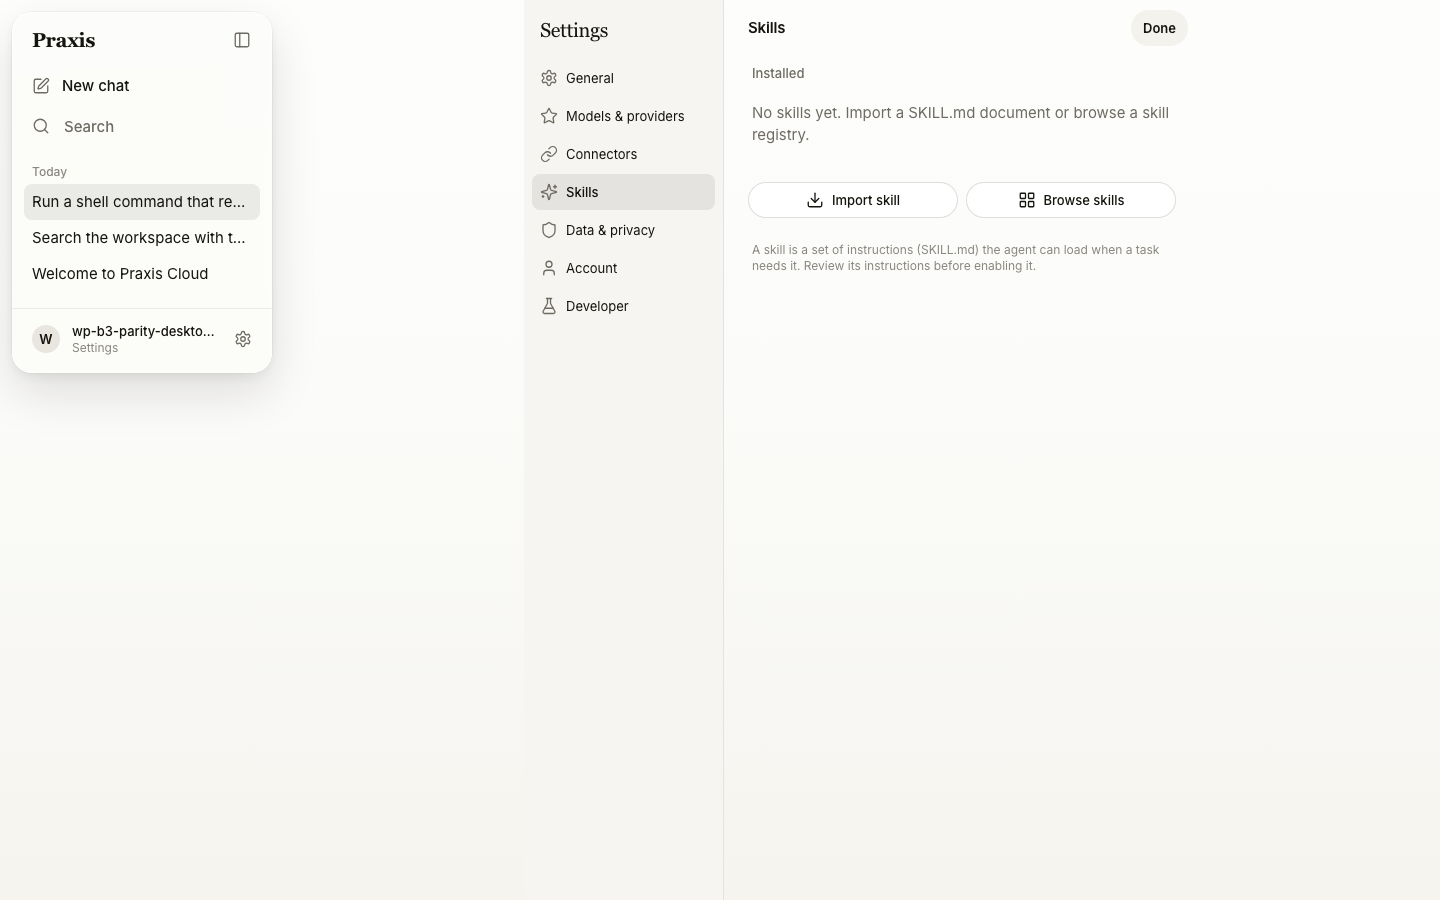 Praxis
New chat
Search
Today
Run a shell command that re...
Search the workspace with t...
Welcome to Praxis Cloud
W
wp-b3-parity-deskto...
Settings
Settings
General
Models & providers
Connectors
Skills
Data & privacy
Account
Developer
Skills
Done
Installed
No skills yet. Import a SKILL.md document or browse a skill
registry.
Import skill
Browse skills
A skill is a set of instructions (SKILL.md) the agent can load when a task
needs it. Review its instructions before enabling it.